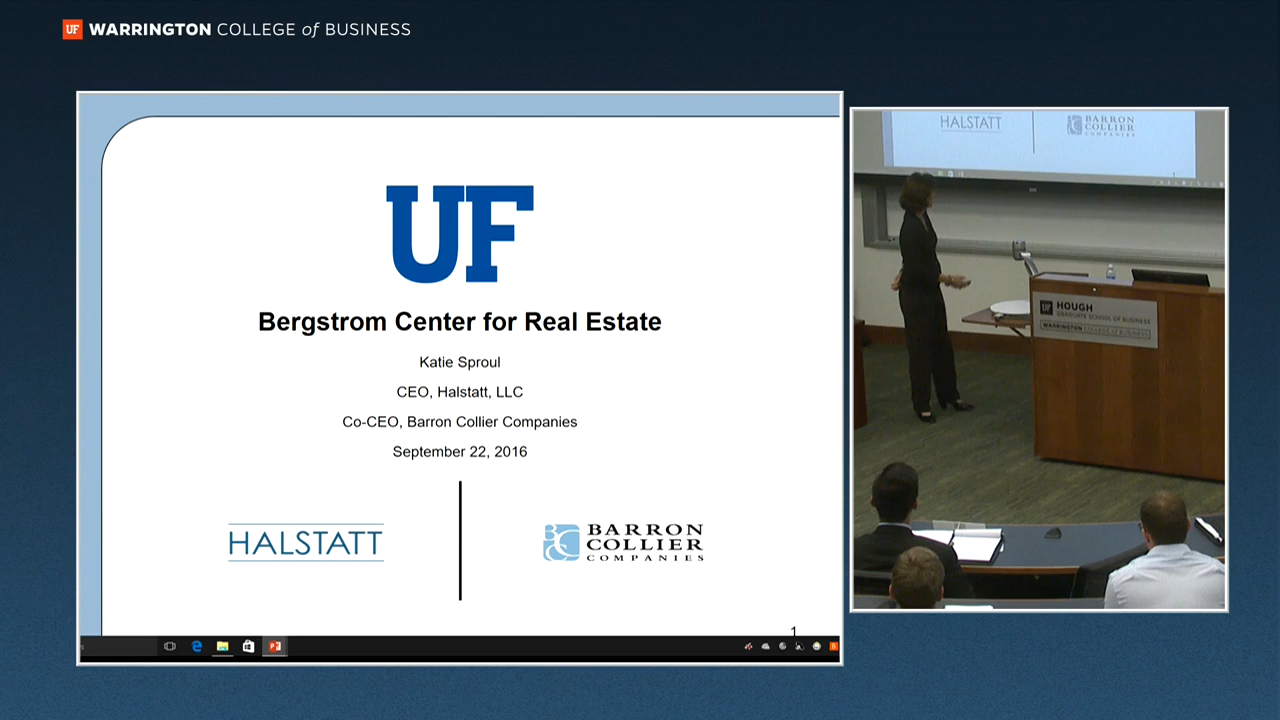 UF WARRINGTON COLLEGE of BUSINESS
UF
Bergstrom Center for Real Estate
Katie Sproul
CEO, Halstatt, LLC
Co-CEO, Barron Collier Companies
September 22, 2016
HALSTATT
BARRON
COLLIER
COMPANIES
1
HALSTATT
BARRON
COLLIER
COMPANIES
UF HOUGH
GRADUATE SCHOOL OF BUSINESS
WARRINGTON COLLEGE OF BUSINESS